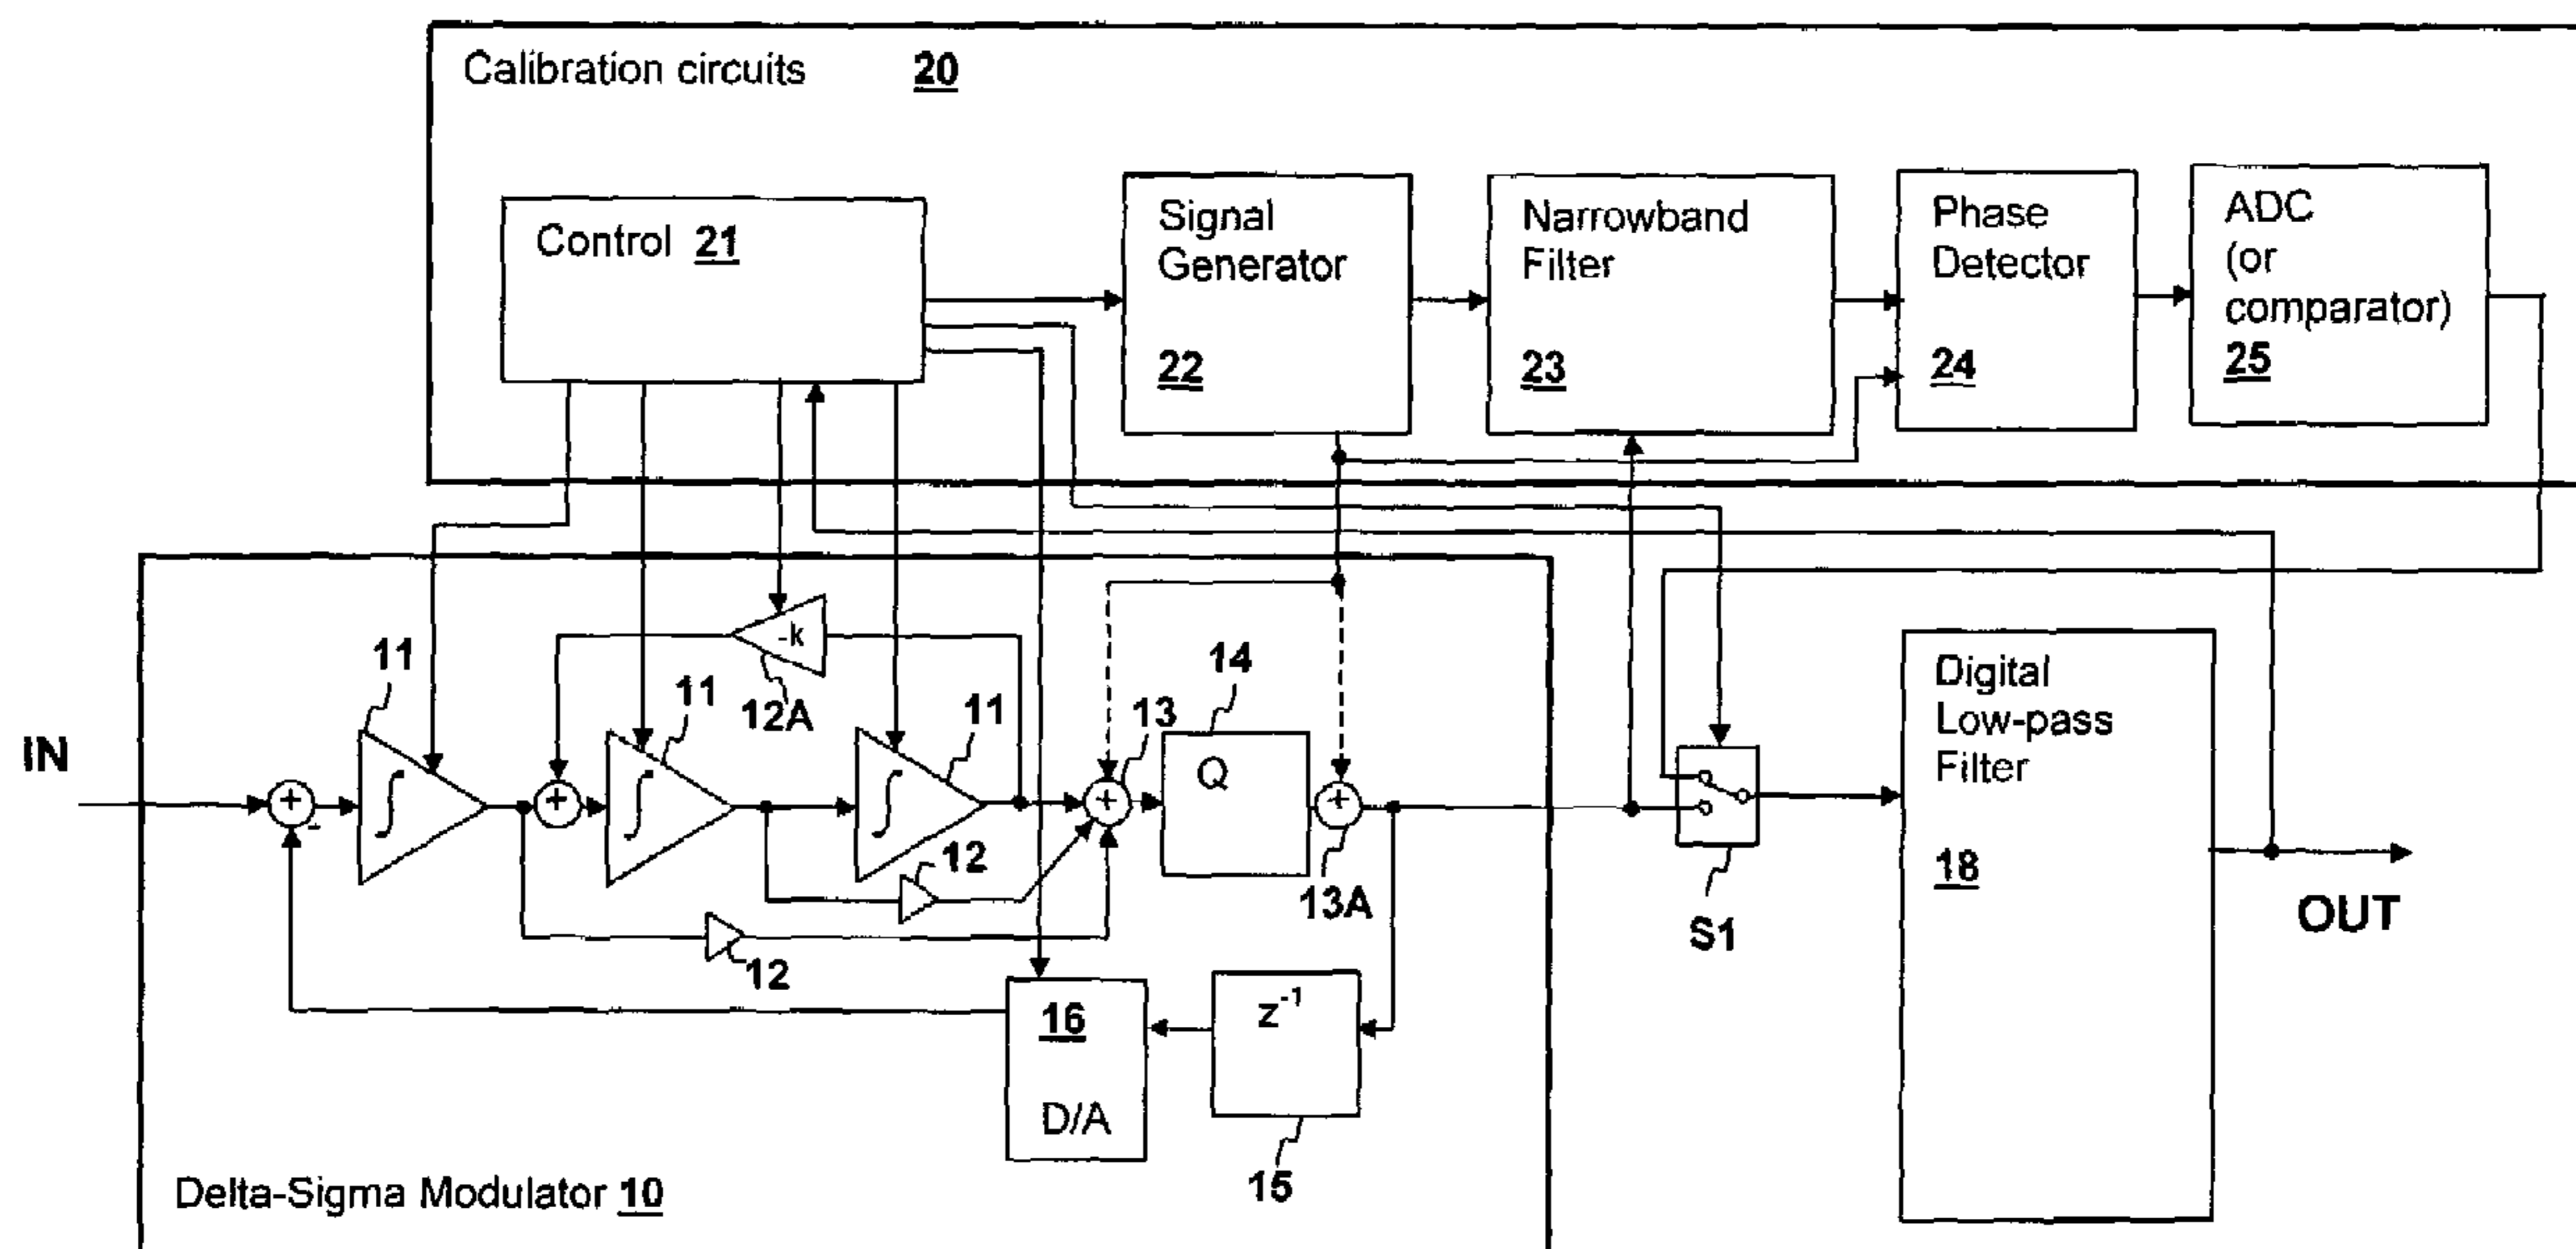 Calibration circuits 20
Control 21
Signal
Generator
22
Narrowband
Filter
23
Phase
Detector
24
ADC
(or
comparator)
25
-k
12A
11
11
11
12
12
13
14
Q
13A
IN
+
-
+
+
+
∫
∫
∫
16
D/A
z⁻¹
15
S1
Digital
Low-pass
Filter
18
OUT
Delta-Sigma Modulator 10